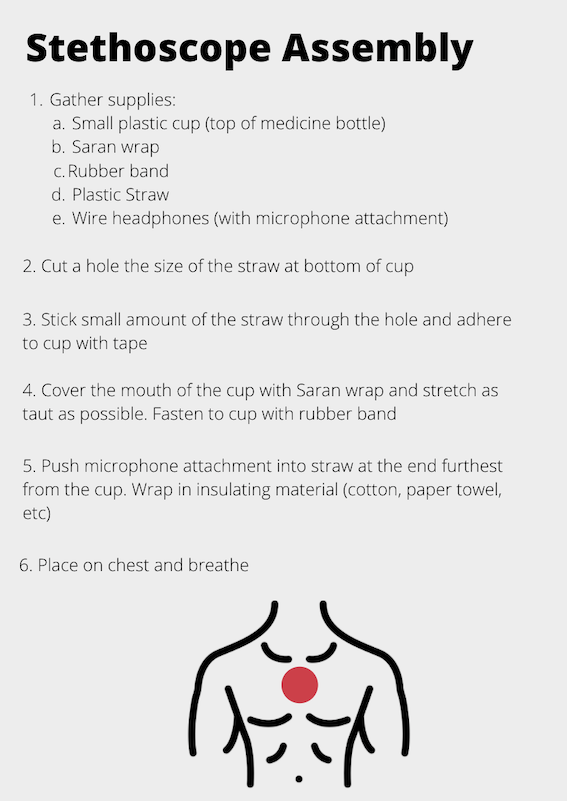 Stethoscope Assembly
1. Gather supplies:
a. Small plastic cup (top of medicine bottle)
b. Saran wrap
c. Rubber band
d. Plastic Straw
e. Wire headphones (with microphone attachment)
2. Cut a hole the size of the straw at bottom of cup
3. Stick small amount of the straw through the hole and adhere
to cup with tape
4. Cover the mouth of the cup with Saran wrap and stretch as
taut as possible. Fasten to cup with rubber band
5. Push microphone attachment into straw at the end furthest
from the cup. Wrap in insulating material (cotton, paper towel,
etc)
6. Place on chest and breathe